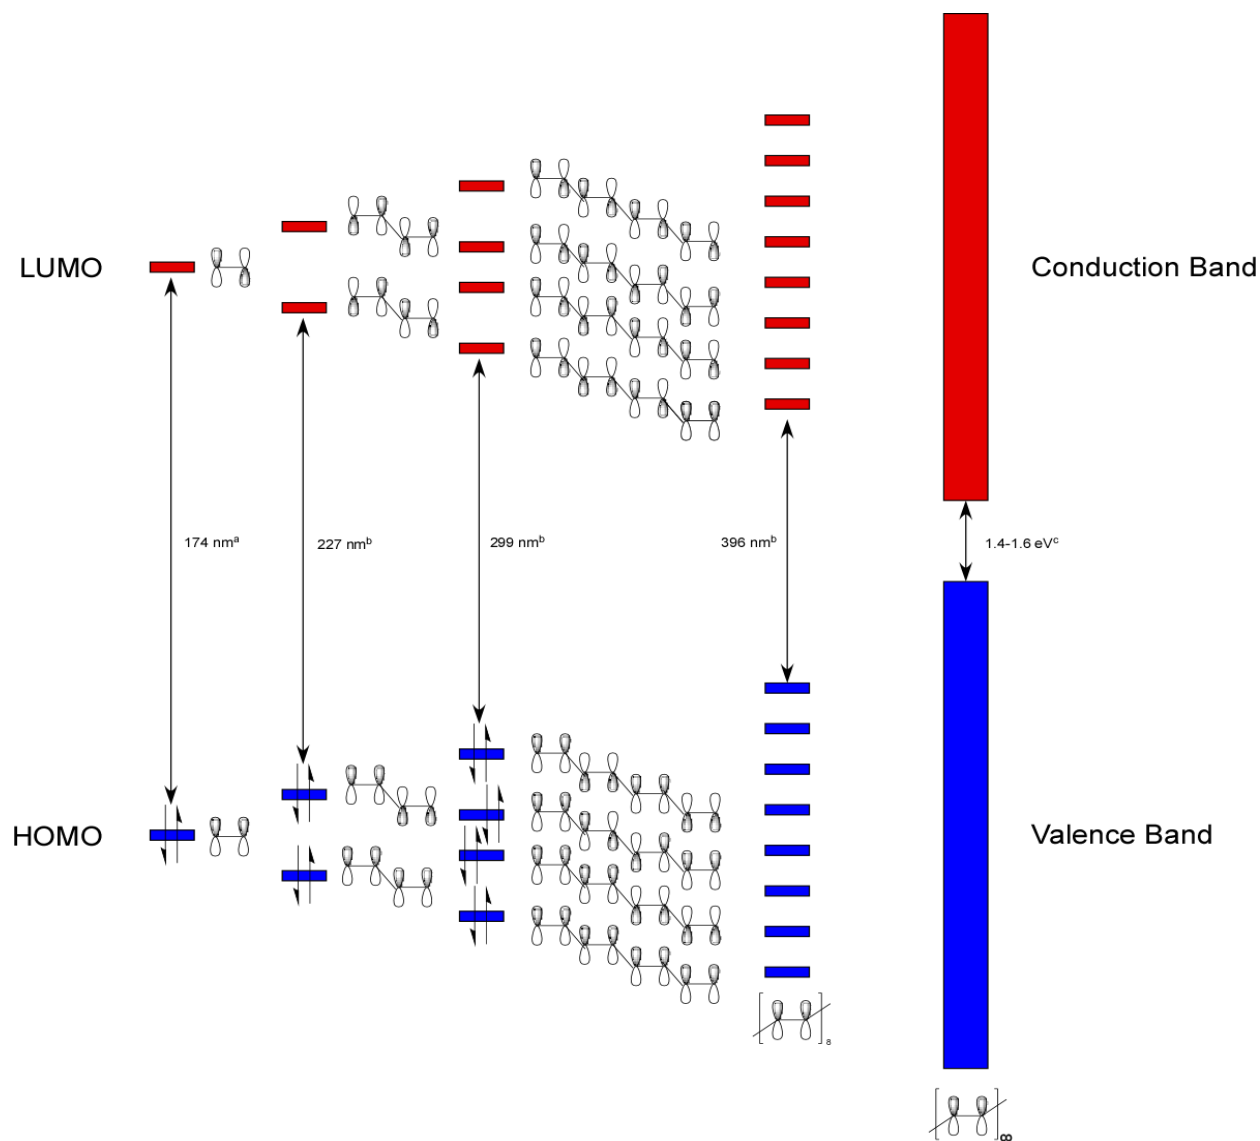 LUMO
Conduction Band
174 nmᵃ
227 nmᵇ
299 nmᵇ
396 nmᵇ
1.4-1.6 eVᶜ
HOMO
Valence Band
8
∞